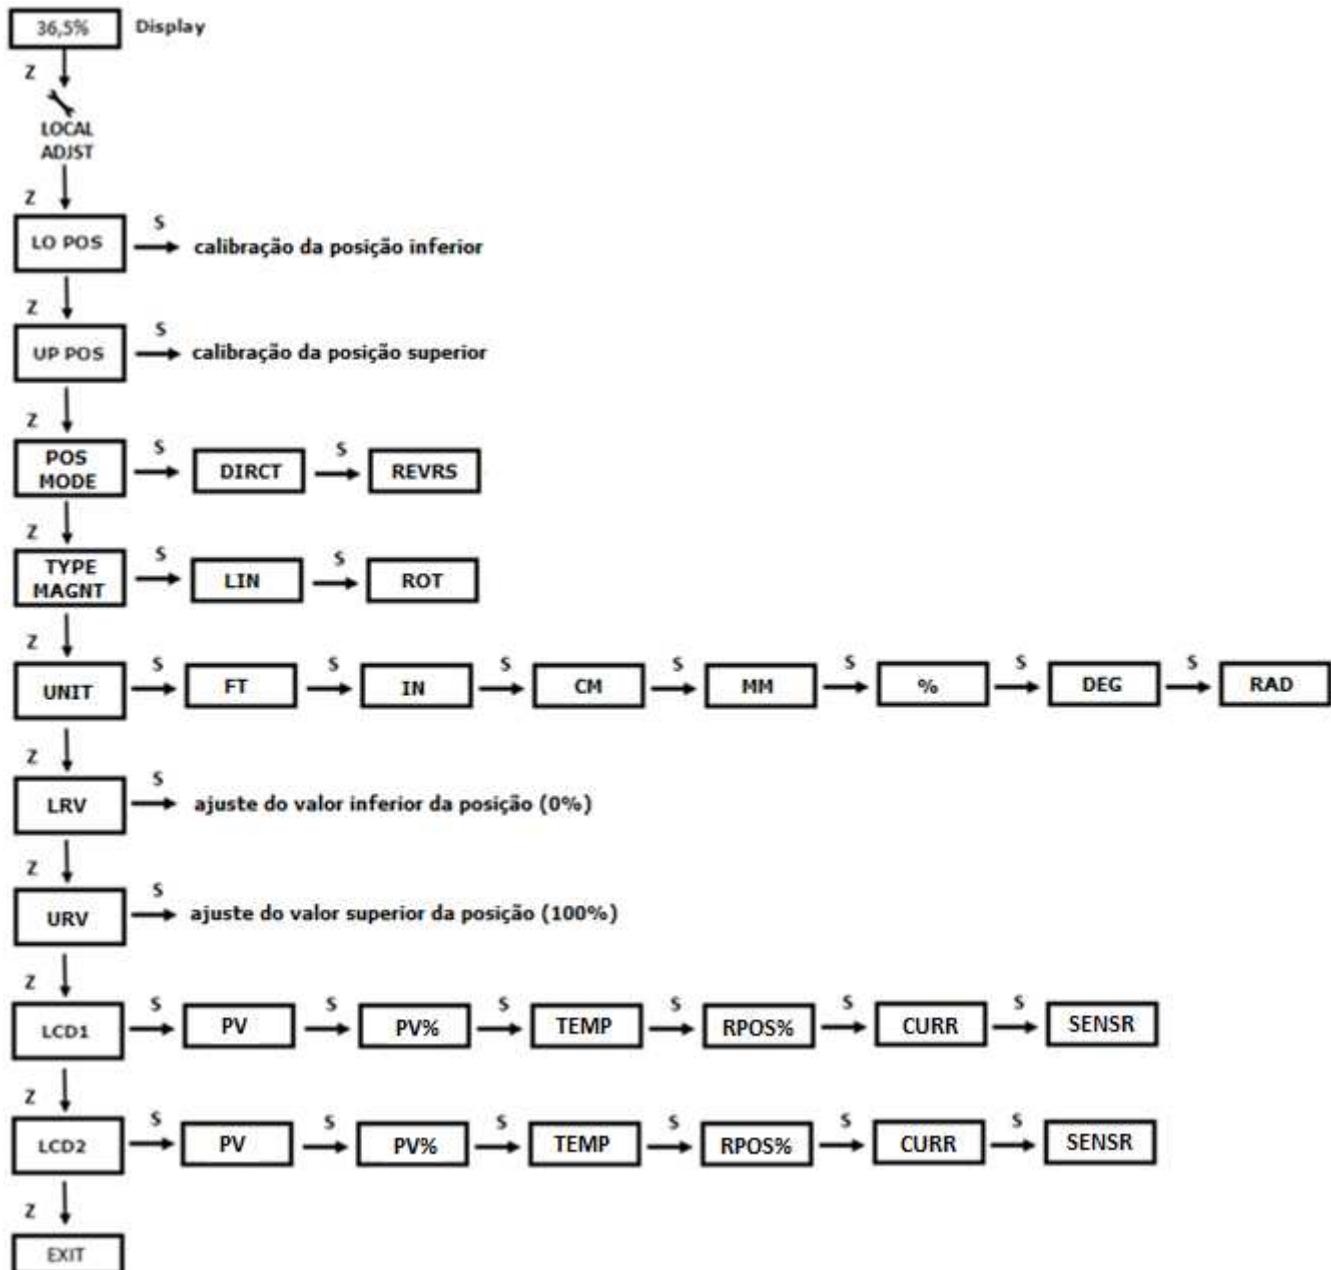 36,5% Display
Z
LOCAL
ADJST
Z
S
LO POS calibração da posição inferior
Z
S
UP POS calibração da posição superior
Z
S S
POS
MODE DIRCT REVRS
Z
S S
TYPE
MAGNT LIN ROT
Z
S S S S S S S
UNIT FT IN CM MM % DEG RAD
Z
S
LRV ajuste do valor inferior da posição (0%)
Z
S
URV ajuste do valor superior da posição (100%)
Z
S S S S S S
LCD1 PV PV% TEMP RPOS% CURR SENSR
Z
S S S S S S
LCD2 PV PV% TEMP RPOS% CURR SENSR
Z
EXIT